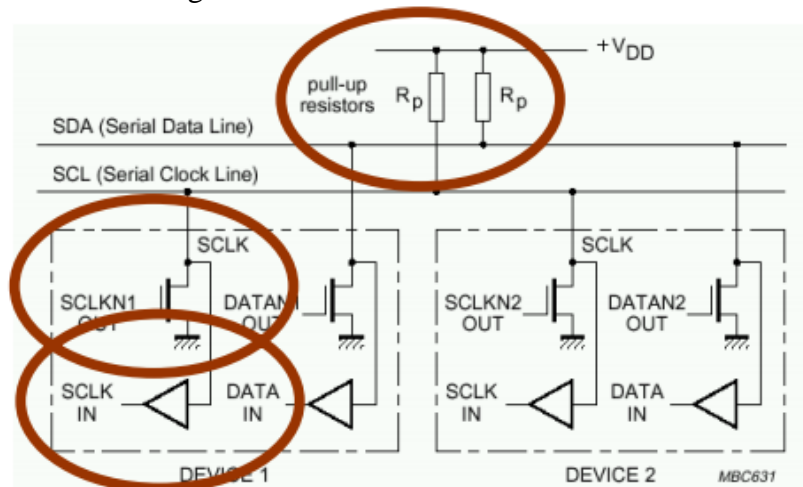 +VDD
pull-up
resistors
Rp
Rp
SDA (Serial Data Line)
SCL (Serial Clock Line)
SCLK
SCLK
SCLKN1
OUT
DATAN1
OUT
SCLKN2
OUT
DATAN2
OUT
SCLK
IN
DATA
IN
SCLK
IN
DATA
IN
DEVICE 1
DEVICE 2
MBC631